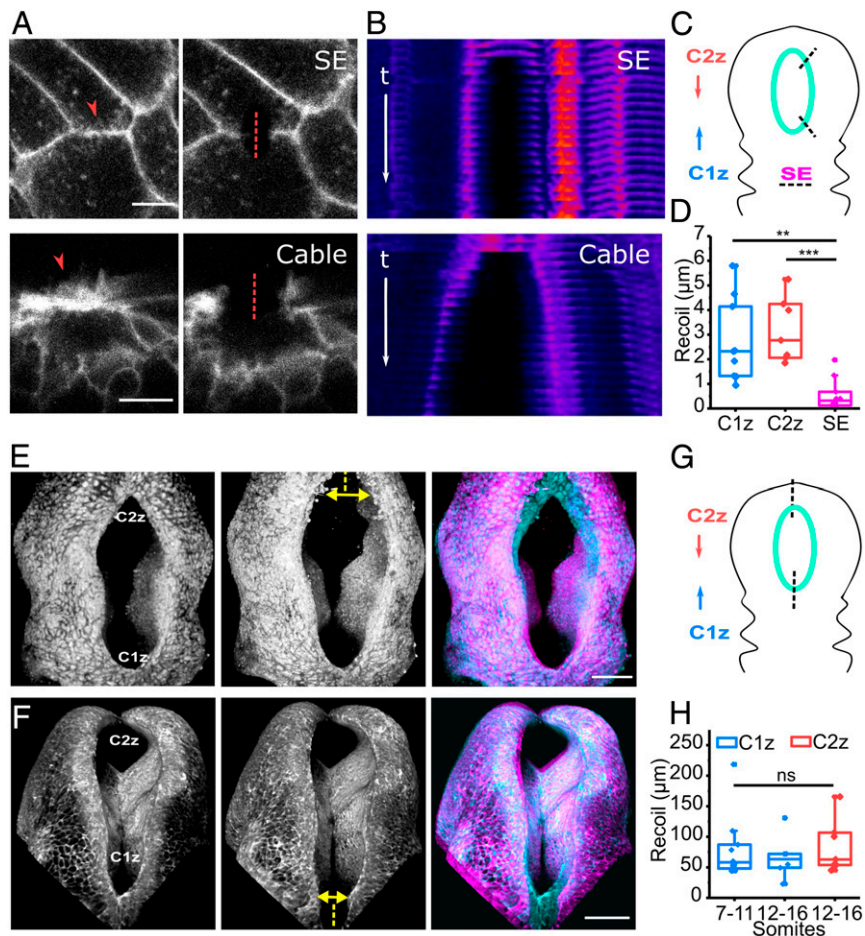 A
SE
Cable
B
t
SE
t
Cable
C
C2z
C1z
SE
D
**
***
Recoil (µm)
7
6
5
4
3
2
1
0
C1z C2z SE
E
C2z
C1z
F
C2z
C1z
G
C2z
C1z
H
C1z C2z
ns
Recoil (µm)
250
200
150
100
50
0
7-11 12-16 12-16
Somites